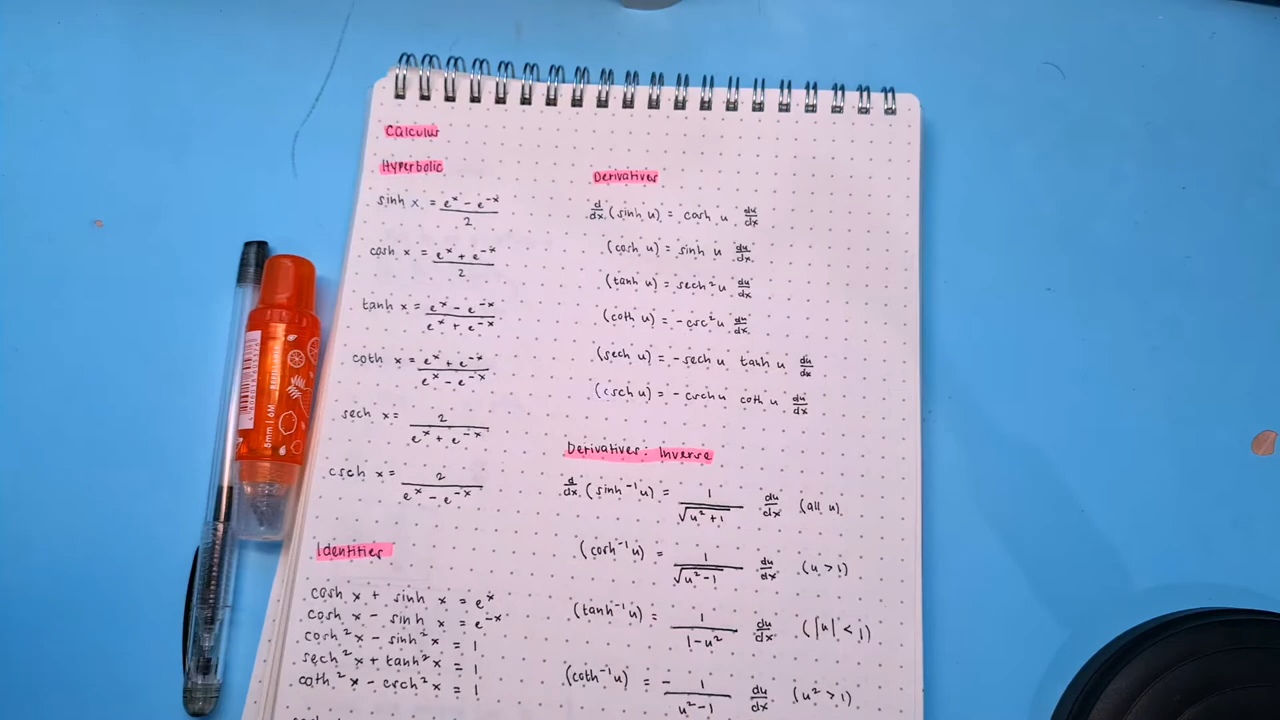 Calculus
Hyperbolic
sinh x = (e^x - e^-x)/2
cosh x = (e^x + e^-x)/2
tanh x = (e^x - e^-x)/(e^x + e^-x)
coth x = (e^x + e^-x)/(e^x - e^-x)
sech x = 2/(e^x + e^-x)
csch x = 2/(e^x - e^-x)
Identities
cosh x + sinh x = e^x
cosh x - sinh x = e^-x
cosh²x - sinh²x = 1
sech²x + tanh²x = 1
coth²x - csch²x = 1
Derivatives
d/dx (sinh u) = cosh u du/dx
(cosh u) = sinh u du/dx
(tanh u) = sech²u du/dx
(coth u) = -csc²u du/dx
(sech u) = -sech u tanh u du/dx
(csch u) = -csch u coth u du/dx
Derivatives: Inverse
d/dx (sinh⁻¹u) = 1/√(u²+1) du/dx (all u)
(cosh⁻¹u) = 1/√(u²-1) du/dx (u > 1)
(tanh⁻¹u) = 1/(1-u²) du/dx (|u| < 1)
(coth⁻¹u) = - 1/(u²-1) du/dx (u² > 1)
5mm | 6M